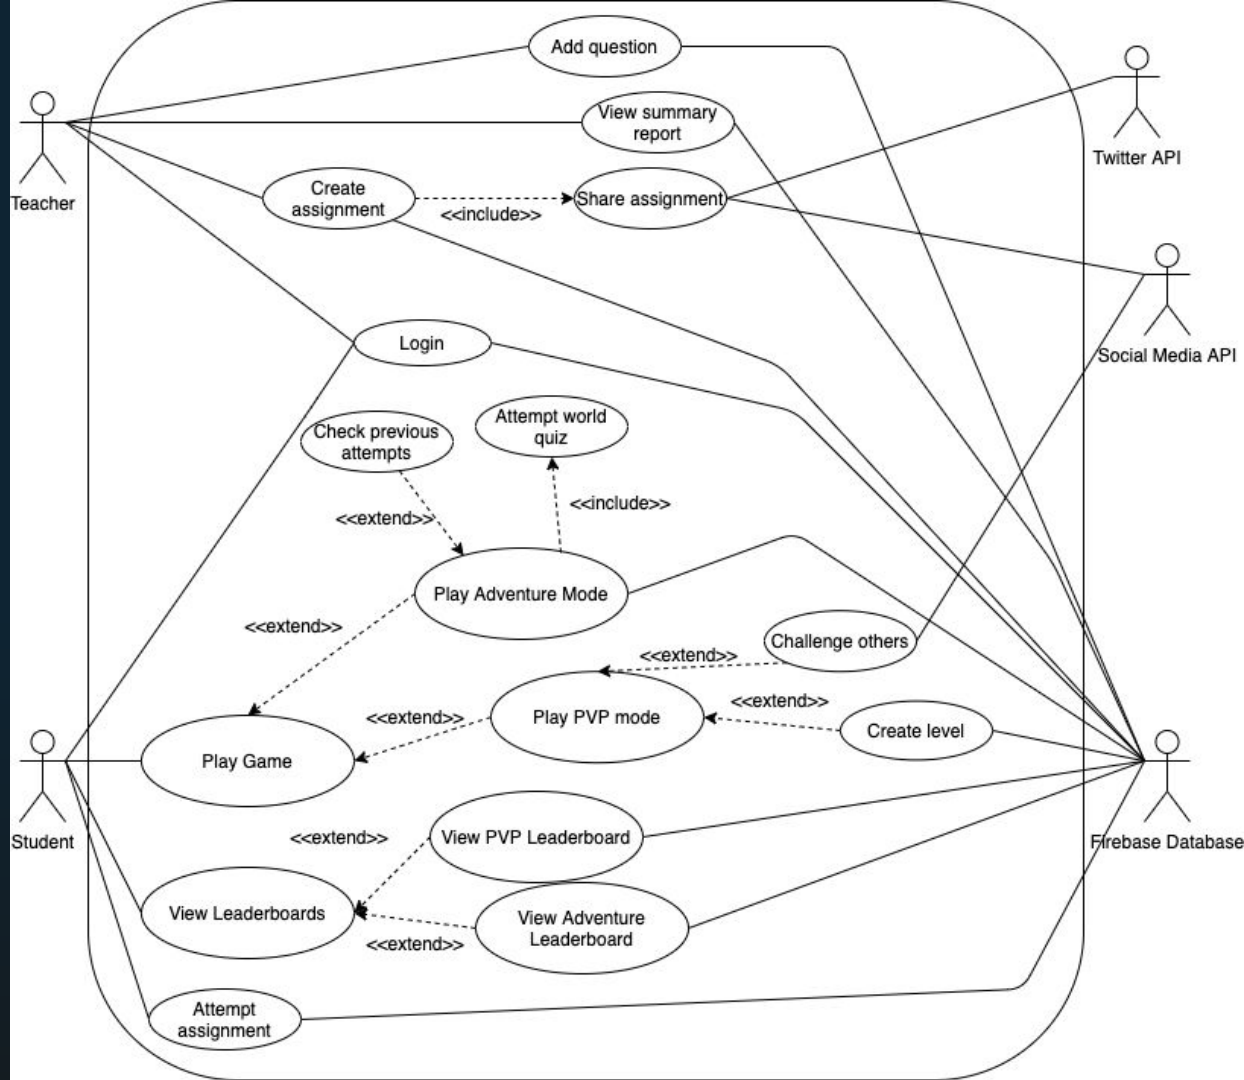 Add question
View summary
report
Twitter API
Teacher
Create
assignment
<<include>>
Share assignment
Social Media API
Login
Check previous
attempts
Attempt world
quiz
<<extend>>
<<include>>
Play Adventure Mode
<<extend>>
Challenge others
<<extend>>
<<extend>>
Play PVP mode
<<extend>>
Create level
Play Game
Student
<<extend>>
View PVP Leaderboard
Firebase Database
View Leaderboards
View Adventure
Leaderboard
<<extend>>
Attempt
assignment